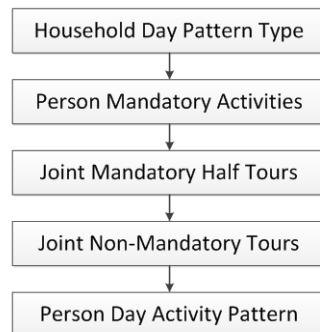 Household Day Pattern Type
Person Mandatory Activities
Joint Mandatory Half Tours
Joint Non-Mandatory Tours
Person Day Activity Pattern